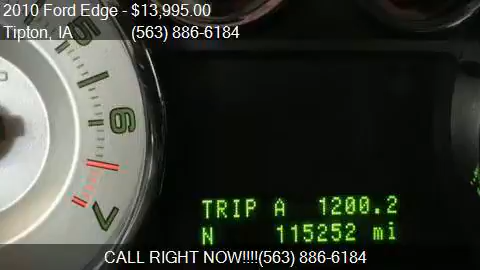 2010 Ford Edge - $13,995.00
Tipton, IA (563) 886-6184
5
6
7
TRIP A 1200.2
N 115252 mi
CALL RIGHT NOW!!!!(563) 886-6184